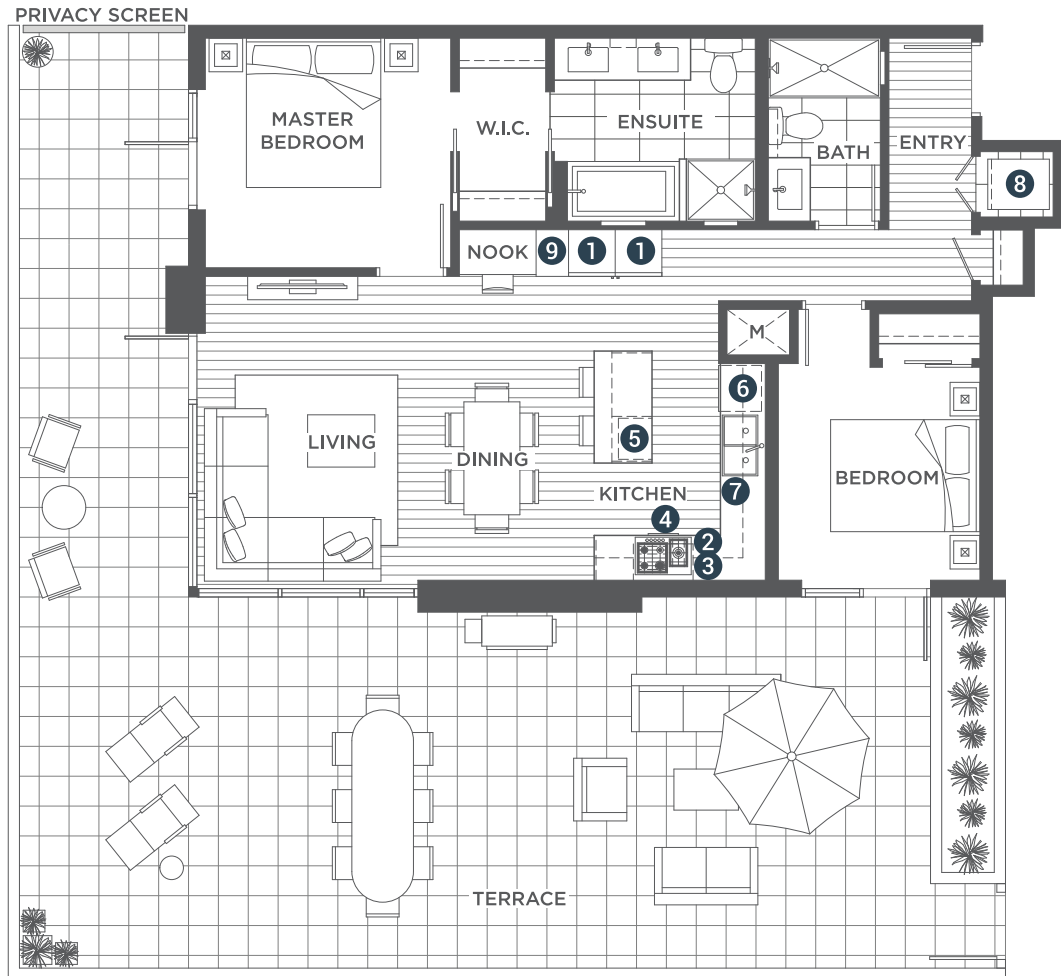 PRIVACY SCREEN
MASTER
BEDROOM
W.I.C.
ENSUITE
BATH
ENTRY
8
NOOK
9
1
1
M
6
LIVING
DINING
5
BEDROOM
KITCHEN
7
4
2
3
TERRACE